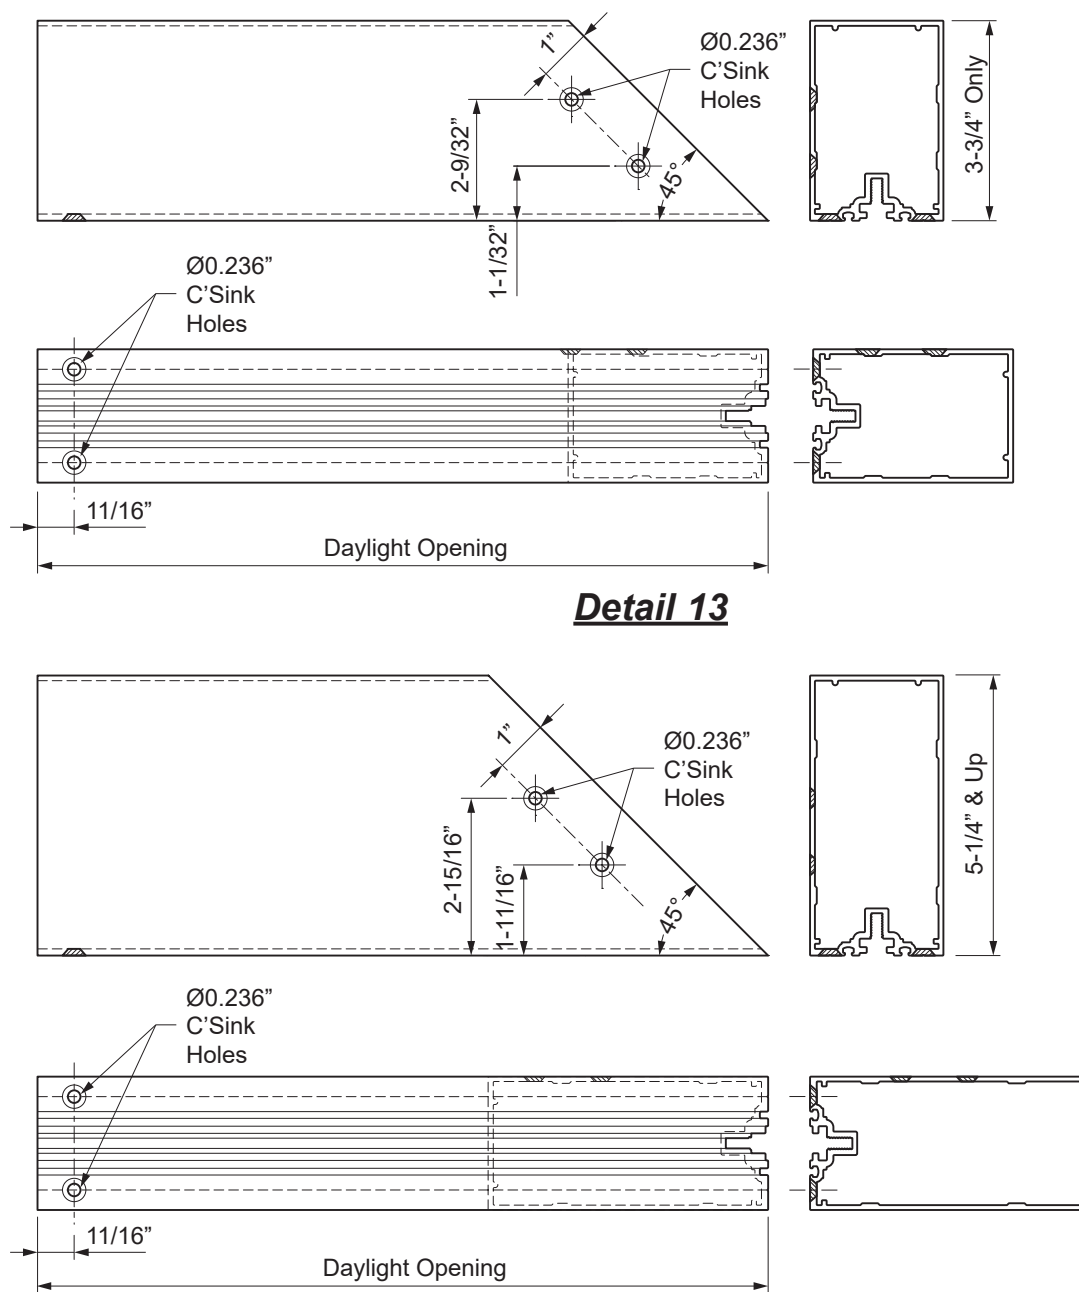 1”
Ø0.236”
C’Sink
Holes
2-9/32”
45°
1-1/32”
3-3/4” Only
Ø0.236”
C’Sink
Holes
11/16”
Daylight Opening
Detail 13
1”
Ø0.236”
C’Sink
Holes
2-15/16”
1-11/16”
45°
5-1/4” & Up
Ø0.236”
C’Sink
Holes
11/16”
Daylight Opening